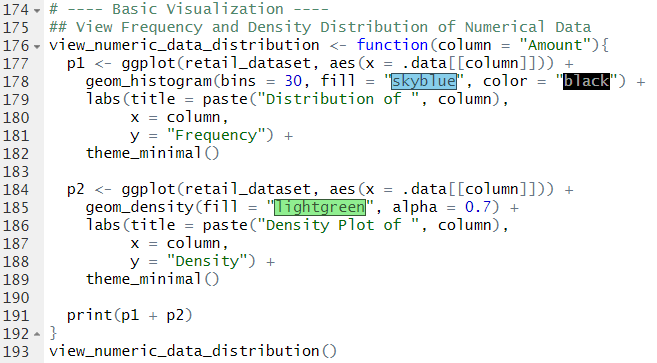 174 # ---- Basic Visualization ----
175 ## View Frequency and Density Distribution of Numerical Data
176 view_numeric_data_distribution <- function(column = "Amount"){
177   p1 <- ggplot(retail_dataset, aes(x = .data[[column]])) +
178     geom_histogram(bins = 30, fill = "skyblue", color = "black") +
179     labs(title = paste("Distribution of ", column),
180          x = column,
181          y = "Frequency") +
182     theme_minimal()
183
184   p2 <- ggplot(retail_dataset, aes(x = .data[[column]])) +
185     geom_density(fill = "lightgreen", alpha = 0.7) +
186     labs(title = paste("Density Plot of ", column),
187          x = column,
188          y = "Density") +
189     theme_minimal()
190
191   print(p1 + p2)
192 }
193 view_numeric_data_distribution()